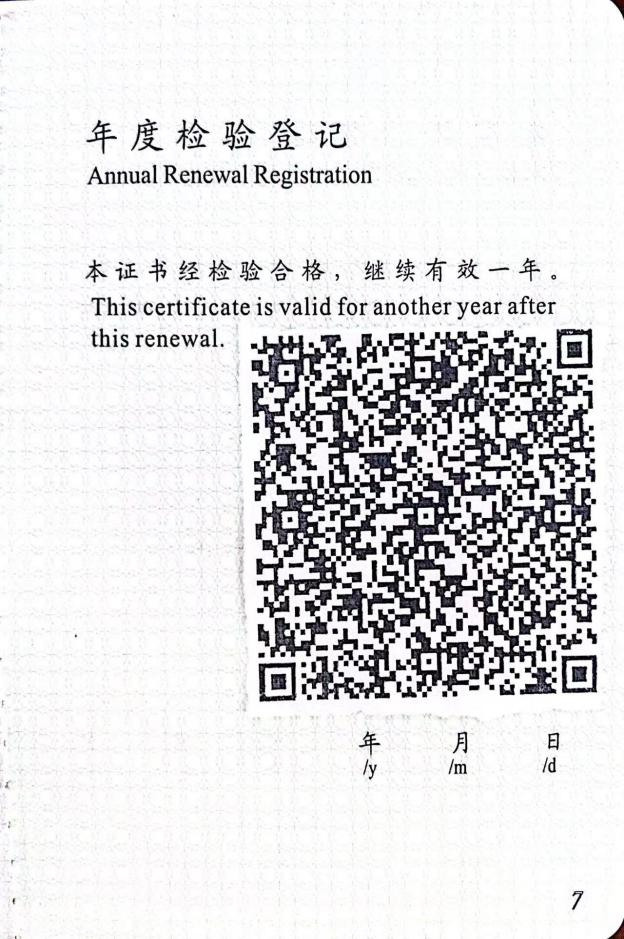 年度检验登记
Annual Renewal Registration
本证书经检验合格，继续有效一年。
This certificate is valid for another year after
this renewal.
年 月 日
/y /m /d
7